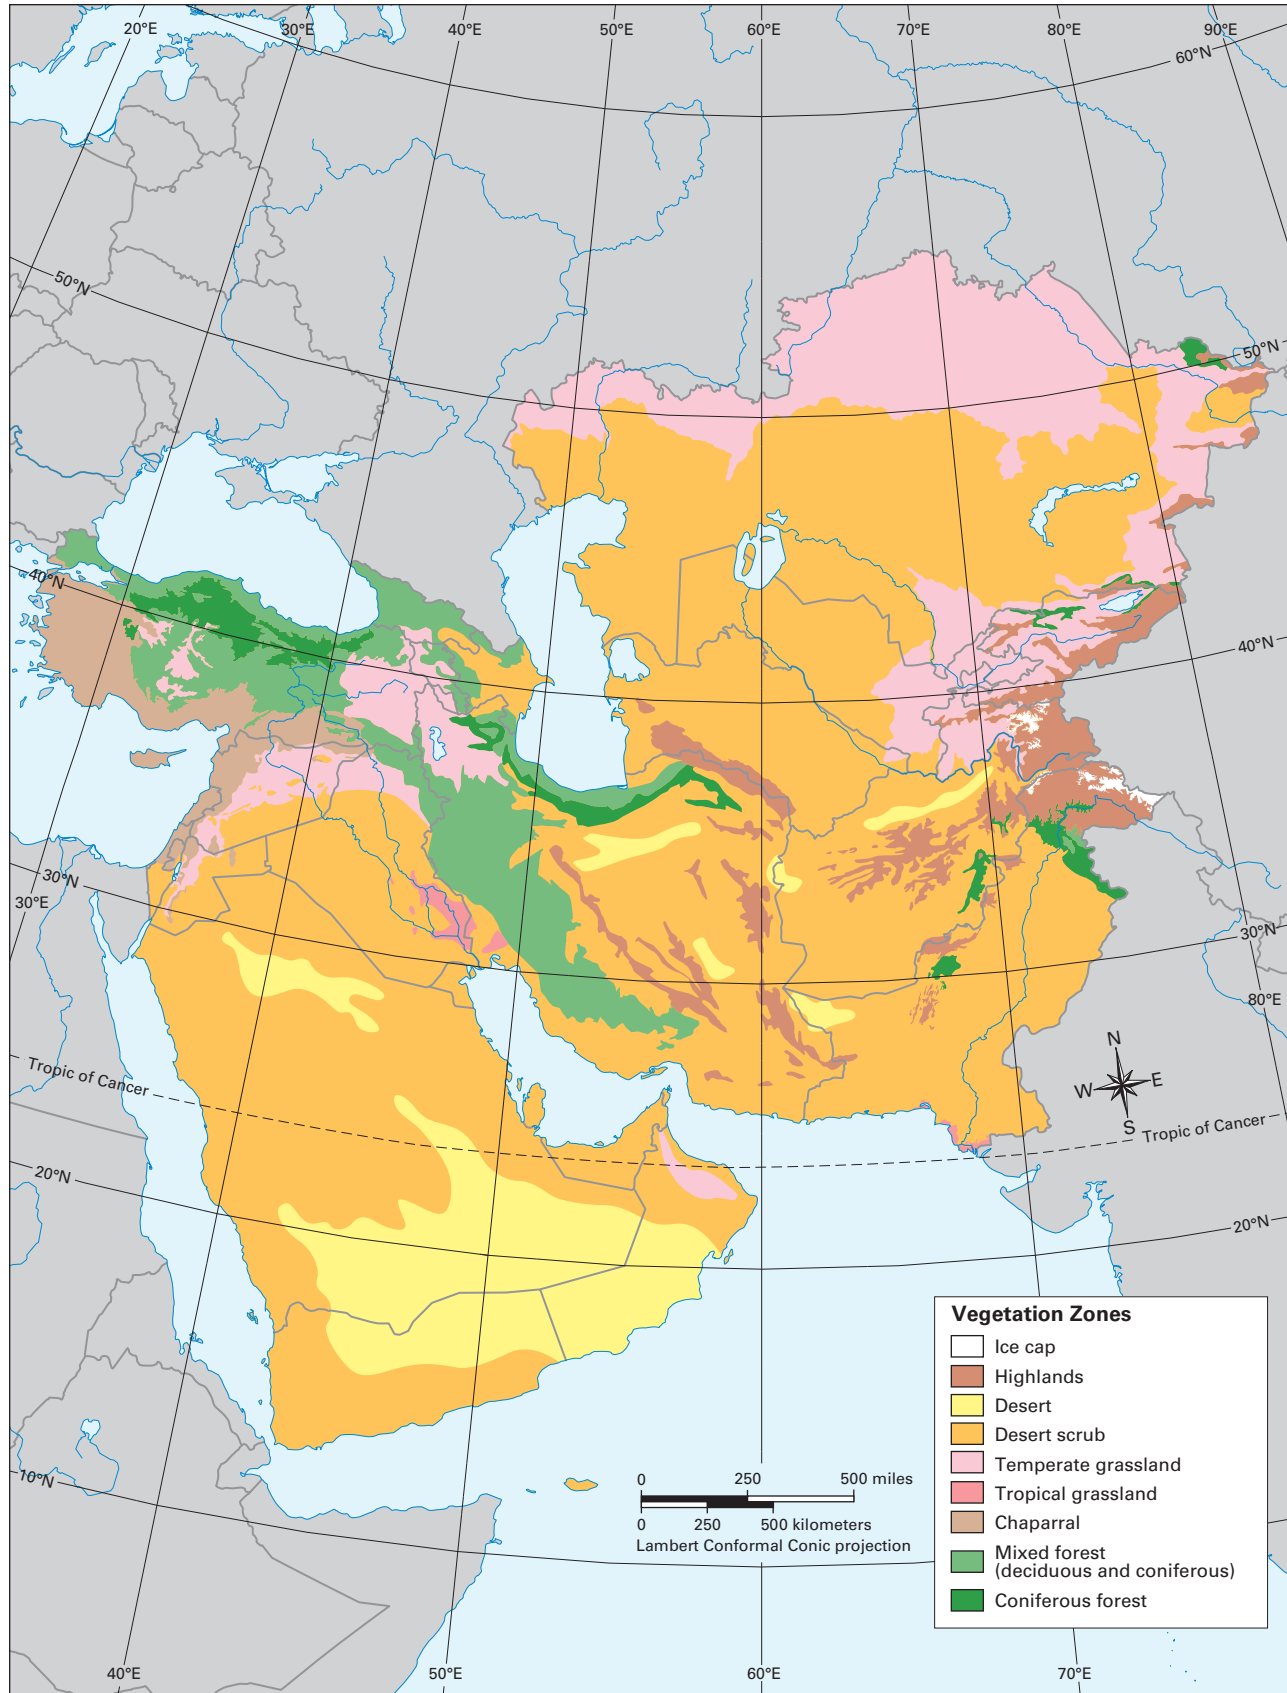 20°E
30°E
40°E
50°E
60°E
70°E
80°E
90°E
60°N
50°N
50°N
40°N
40°N
30°N
30°E
30°N
80°E
N
W
E
S
Tropic of Cancer
Tropic of Cancer
20°N
20°N
10°N
Vegetation Zones
Ice cap
Highlands
Desert
Desert scrub
Temperate grassland
Tropical grassland
Chaparral
Mixed forest
(deciduous and coniferous)
Coniferous forest
0 250 500 miles
0 250 500 kilometers
Lambert Conformal Conic projection
40°E
50°E
60°E
70°E